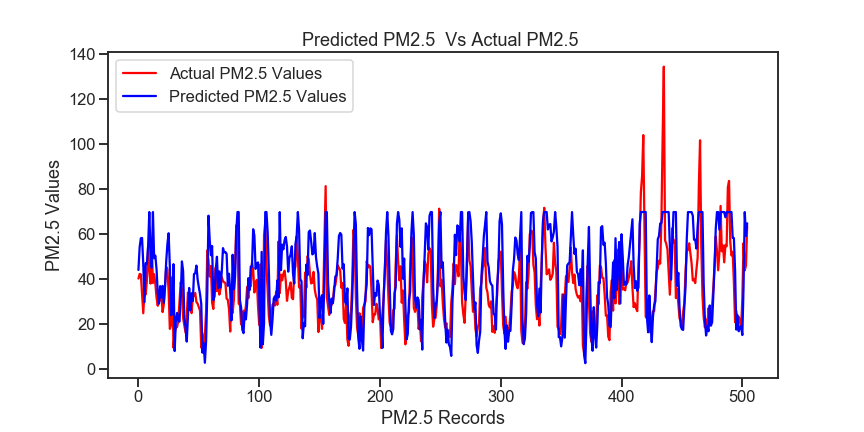 Predicted PM2.5  Vs Actual PM2.5
Actual PM2.5 Values
Predicted PM2.5 Values
PM2.5 Values
140
120
100
80
60
40
20
0
0 100 200 300 400 500
PM2.5 Records